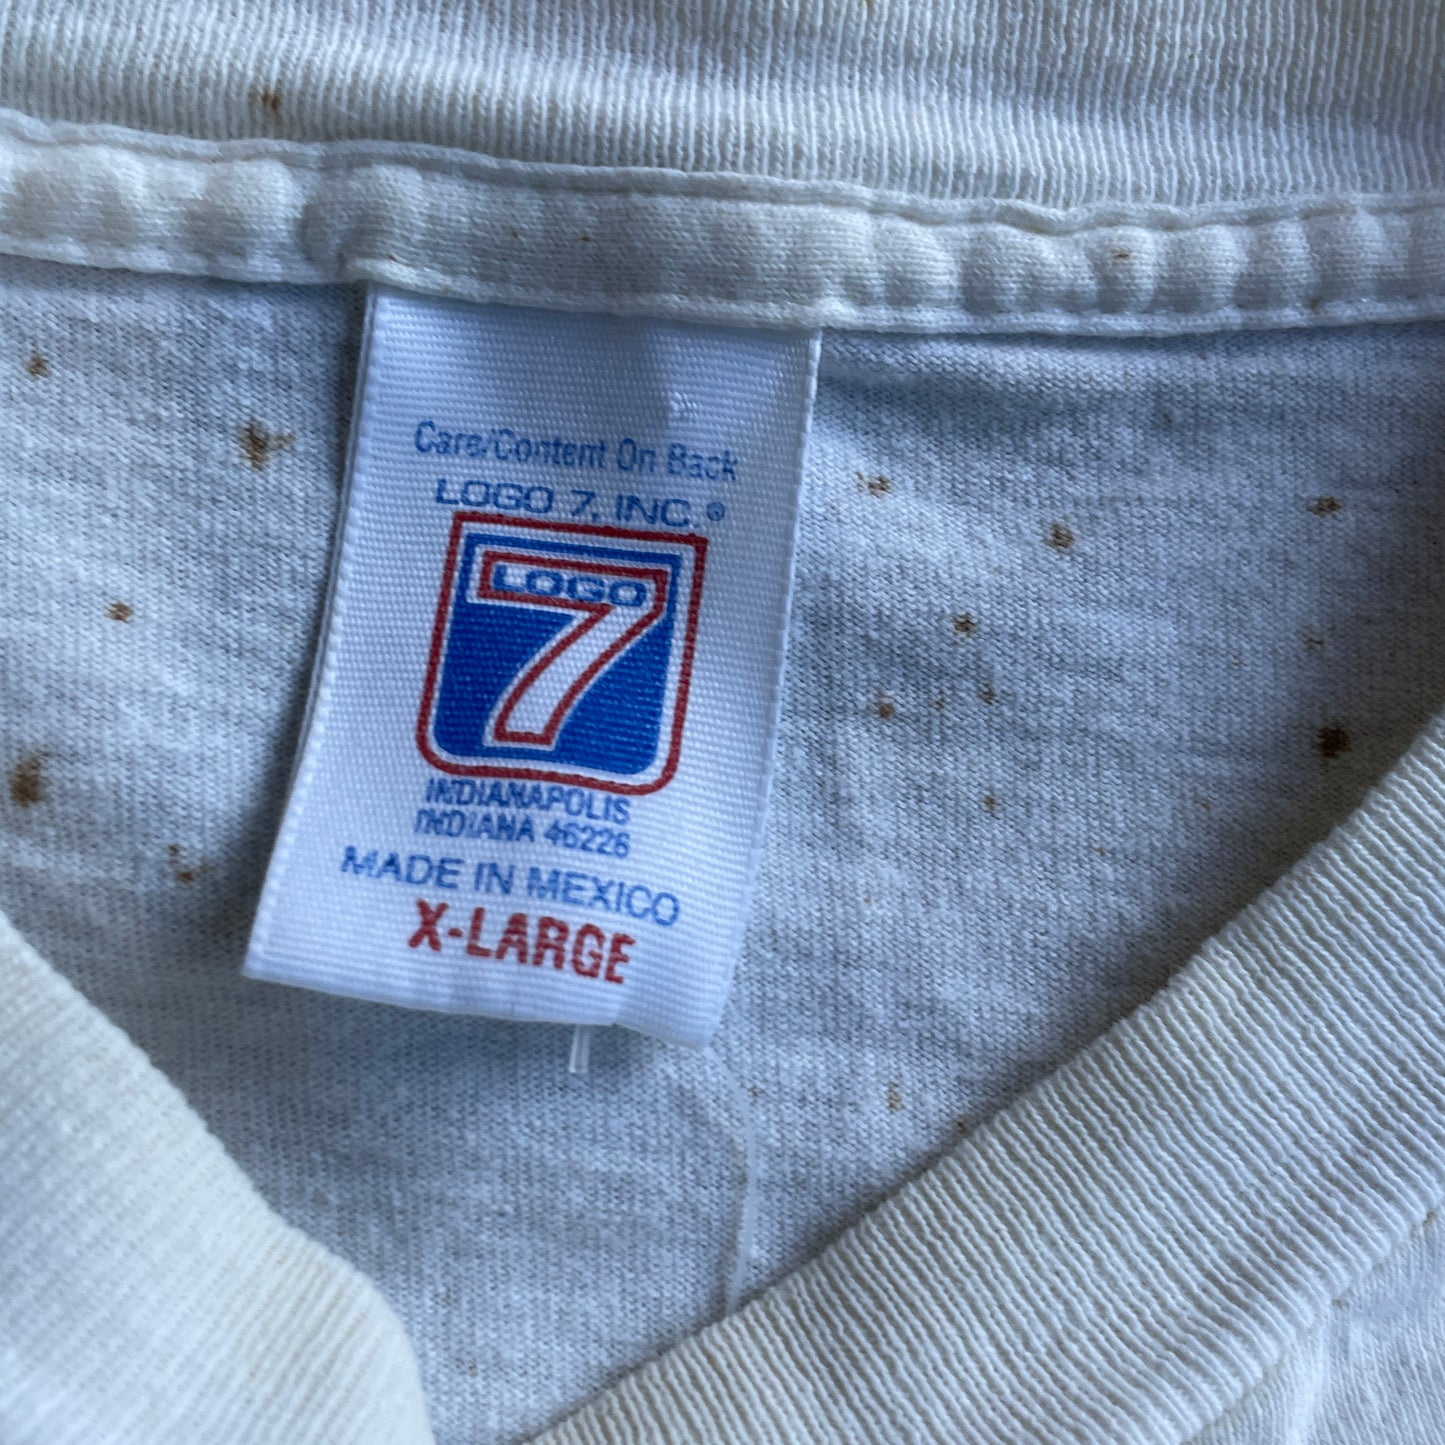 Care/Content On Back
LOGO 7, INC.®
LOGO
7
INDIANAPOLIS
INDIANA 46226
MADE IN MEXICO
X-LARGE